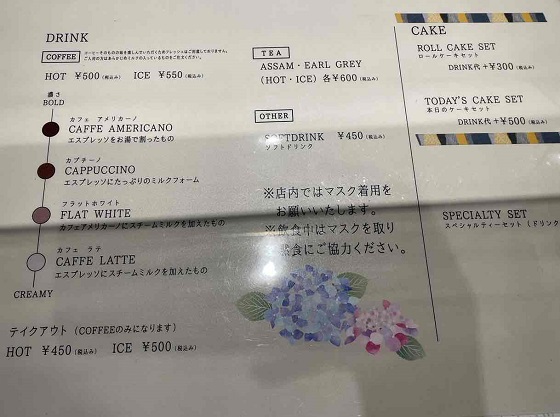 DRINK
COFFEE
HOT ¥500(税込み) ICE ¥550(税込み)
濃さ
BOLD
カフェ アメリカーノ
CAFFE AMERICANO
エスプレッソをお湯で割ったもの
カプチーノ
CAPPUCCINO
エスプレッソにたっぷりのミルクフォーム
フラットホワイト
FLAT WHITE
カフェアメリカーノにスチームミルクを加えたもの
カフェ ラテ
CAFFE LATTE
エスプレッソにスチームミルクを加えたもの
CREAMY
テイクアウト(COFFEEのみになります)
HOT ¥450(税込み) ICE ¥500(税込み)
TEA
ASSAM・EARL GREY
(HOT・ICE)各¥600(税込み)
OTHER
SOFTDRINK ¥450(税込み)
ソフトドリンク
※店内ではマスク着用を
お願いいたします。
※飲食中はマスクを取り
黙食にご協力ください。
CAKE
ROLL CAKE SET
ロールケーキセット
DRINK代+¥300(税込み)
TODAY'S CAKE SET
本日のケーキセット
DRINK代+¥500(税込み)
SPECIALTY SET
スペシャルティーセット(ドリンク